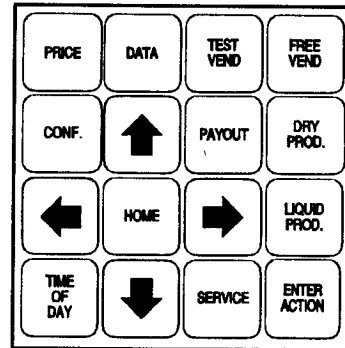 PRICE
DATA
TEST
VEND
FREE
VEND
CONF.
PAYOUT
DRY
PROD.
HOME
LIQUID
PROD.
TIME
OF
DAY
SERVICE
ENTER
ACTION